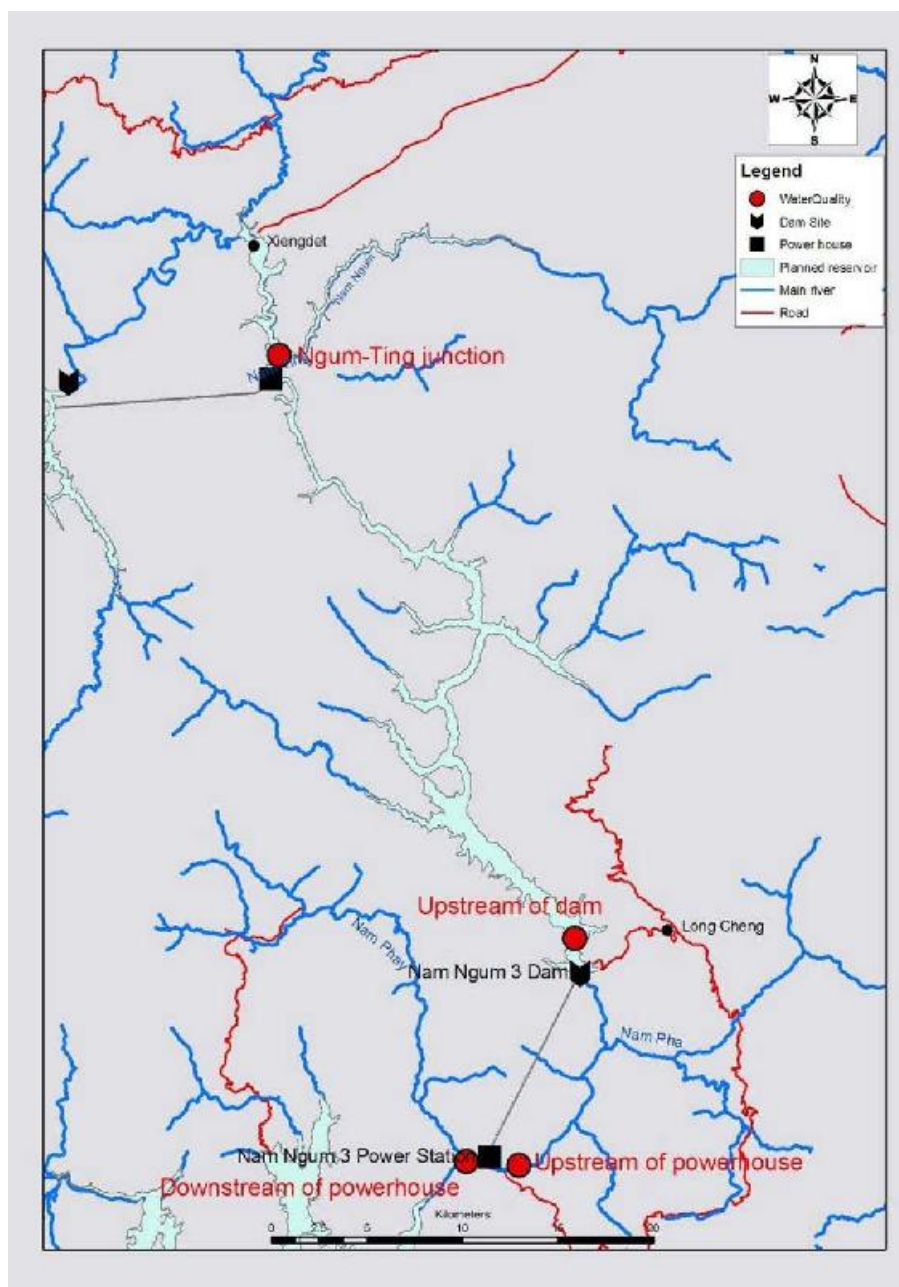 N
W
E
S
Legend
WaterQuality
Dam Site
Power house
Planned reservoir
Main river
Road
Xiengdet
Nam Ngum
Ngum-Ting junction
Upstream of dam
Long Cheng
Nam Phay
Nam Ngum 3 Dam
Nam Pha
Nam Ngum 3 Power Station
Upstream of powerhouse
Downstream of powerhouse
Kilometers
0 2.5 5 10 15 20